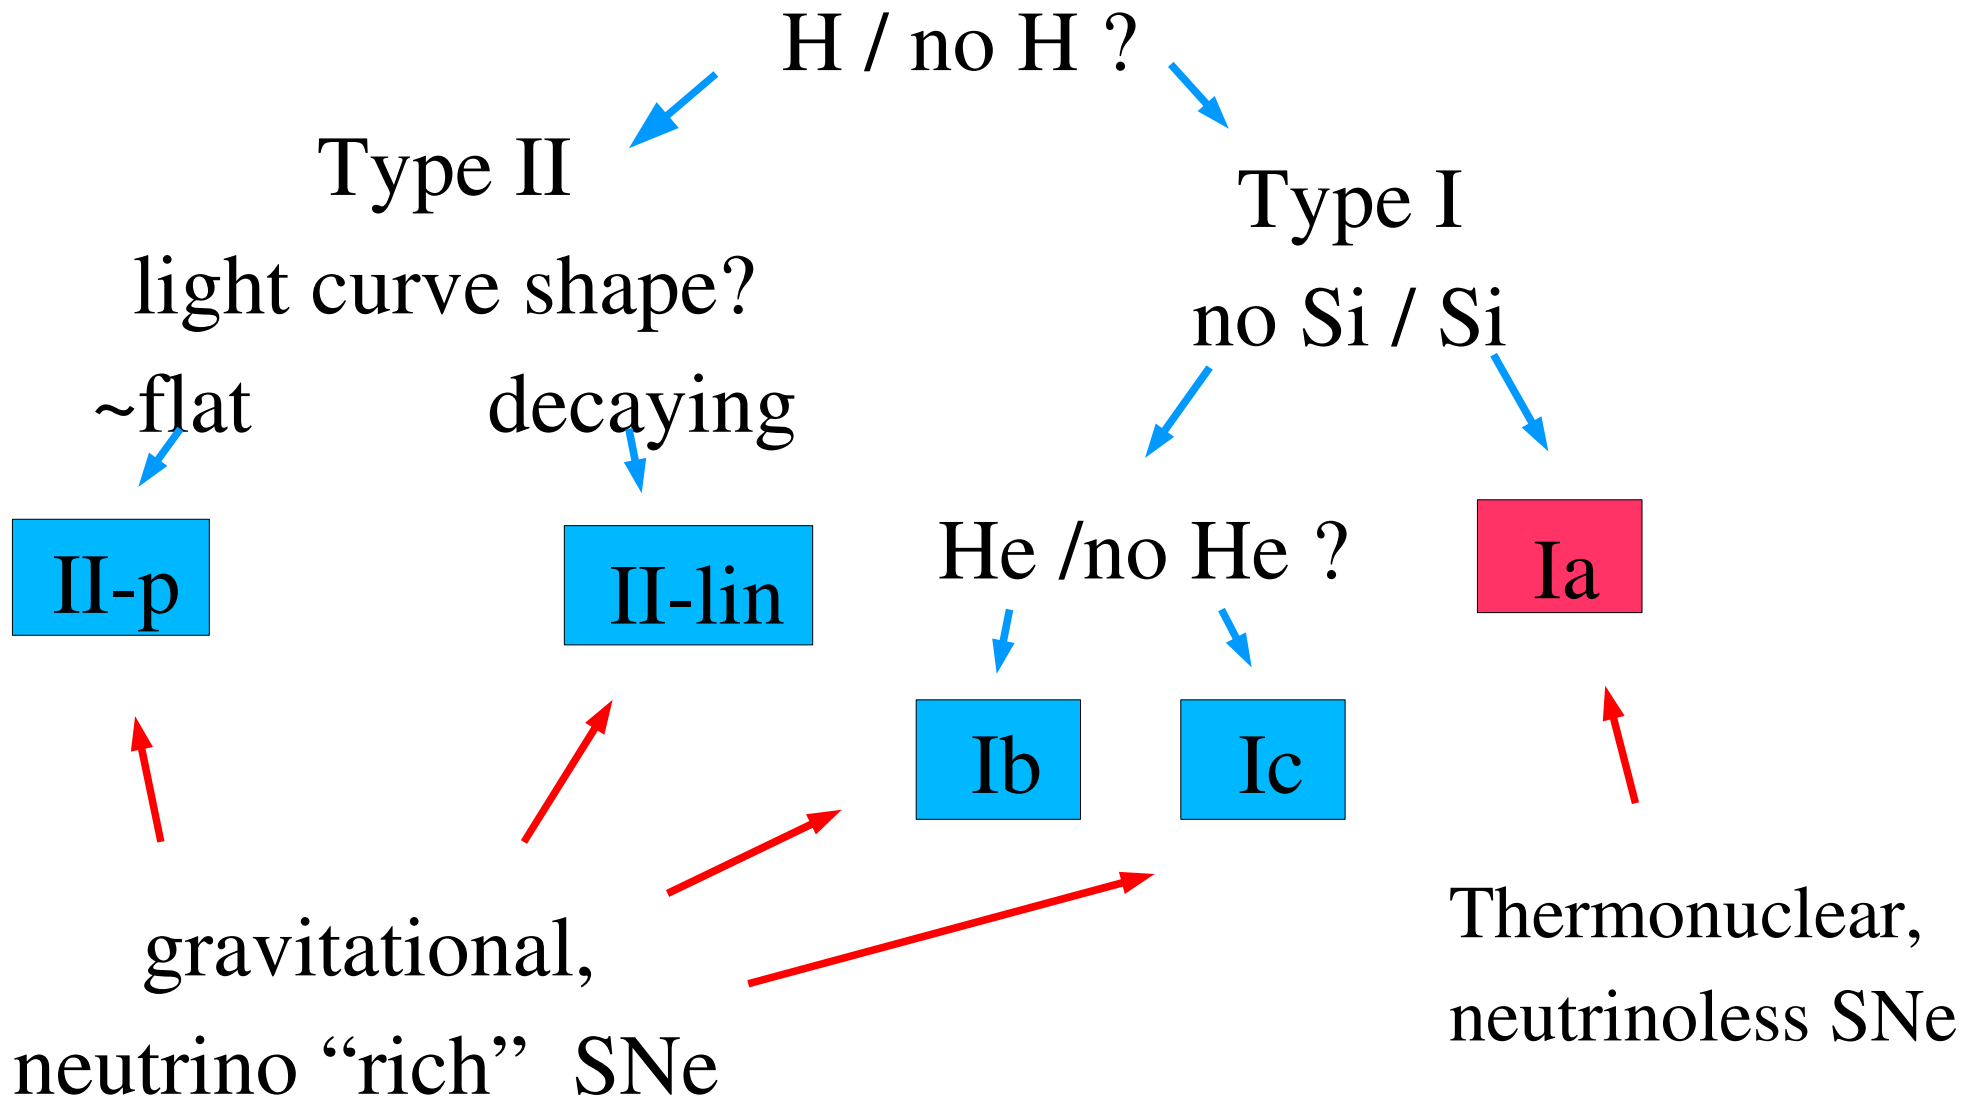 H / no H ?
Type II
Type I
light curve shape?
no Si / Si
~flat
decaying
II-p
II-lin
He /no He ?
Ia
Ib
Ic
gravitational,
neutrino “rich” SNe
Thermonuclear,
neutrinoless SNe